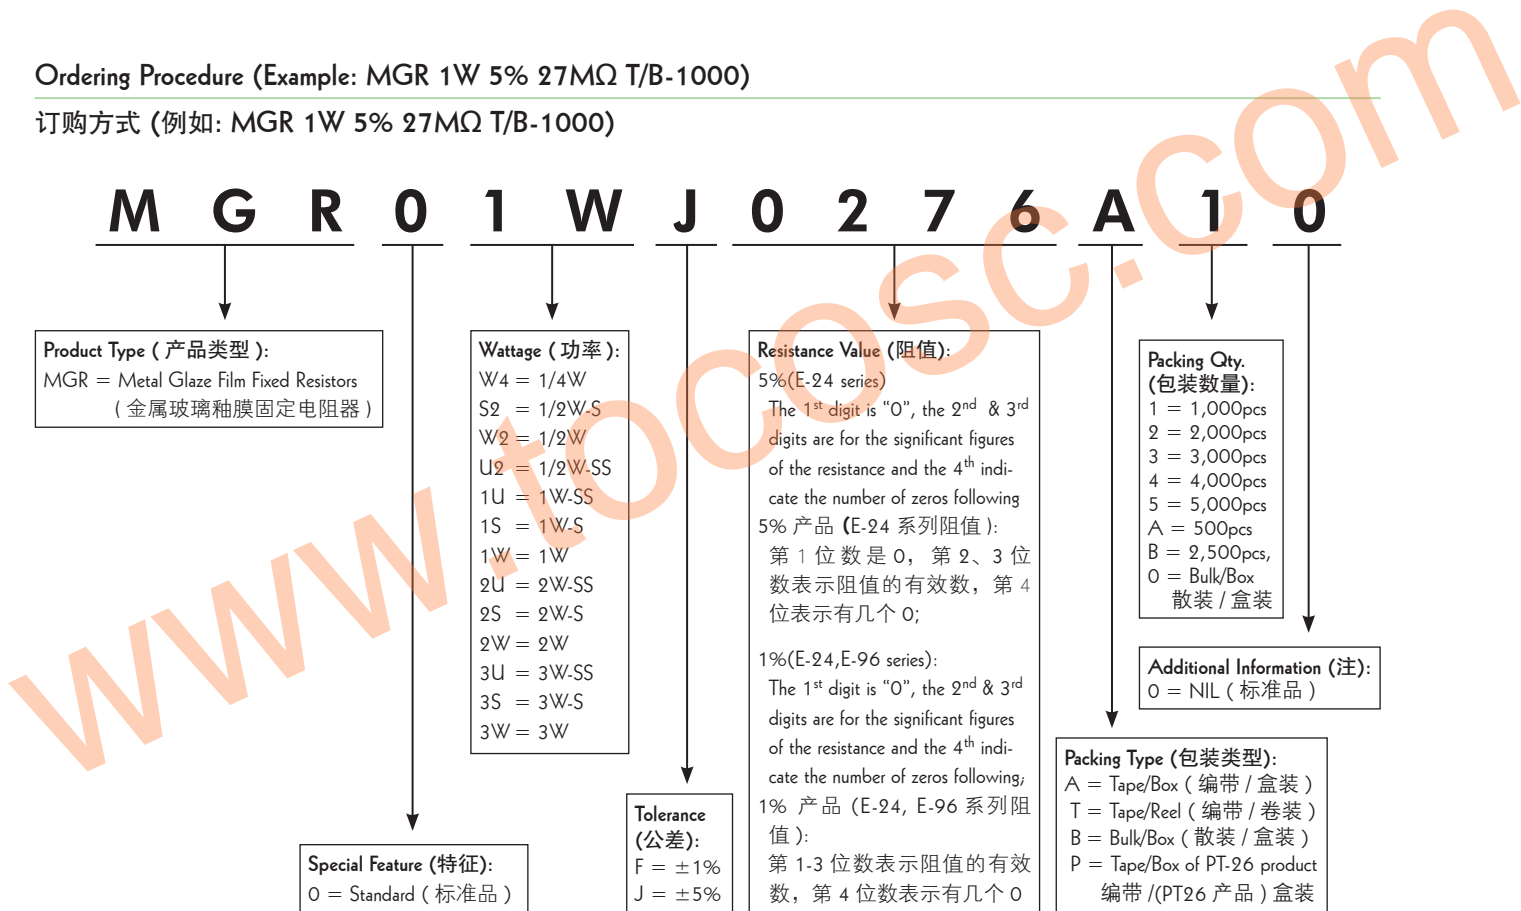 Ordering Procedure (Example: MGR 1W 5% 27MΩ T/B-1000)
订购方式 (例如: MGR 1W 5% 27MΩ T/B-1000)
M G R 0 1 W J 0 2 7 6 A 1 0
Product Type ( 产品类型 ):
MGR = Metal Glaze Film Fixed Resistors
( 金属玻璃釉膜固定电阻器 )
Wattage ( 功率 ):
W4 = 1/4W
S2 = 1/2W-S
W2 = 1/2W
U2 = 1/2W-SS
1U = 1W-SS
1S = 1W-S
1W = 1W
2U = 2W-SS
2S = 2W-S
2W = 2W
3U = 3W-SS
3S = 3W-S
3W = 3W
Resistance Value (阻值):
5%(E-24 series)
The 1st digit is “0”, the 2nd & 3rd
digits are for the significant figures
of the resistance and the 4th indi-
cate the number of zeros following
5% 产品 (E-24 系列阻值 ):
第 1 位 数 是 0，第 2、3 位
数表示阻值的有效数，第 4
位表示有几个 0;
1%(E-24,E-96 series):
The 1st digit is “0”, the 2nd & 3rd
digits are for the significant figures
of the resistance and the 4th indi-
cate the number of zeros following;
1% 产品 (E-24, E-96 系列阻
值 ):
第 1-3 位数表示阻值的有效
数，第 4 位数表示有几个 0
Packing Qty.
(包装数量):
1 = 1,000pcs
2 = 2,000pcs
3 = 3,000pcs
4 = 4,000pcs
5 = 5,000pcs
A = 500pcs
B = 2,500pcs,
0 = Bulk/Box
散装 / 盒装
Additional Information (注):
0 = NIL ( 标准品 )
Packing Type (包装类型):
A = Tape/Box ( 编带 / 盒装 )
T = Tape/Reel ( 编带 / 卷装 )
B = Bulk/Box ( 散装 / 盒装 )
P = Tape/Box of PT-26 product
编带 /(PT26 产品 ) 盒装
Tolerance
(公差):
F = ±1%
J = ±5%
Special Feature (特征):
0 = Standard ( 标准品 )
www.tocosc.com